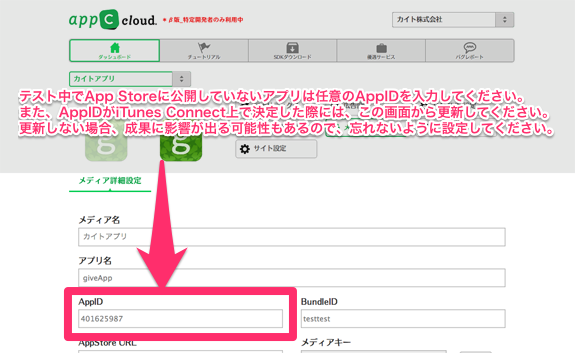 appC cloud.
*β版_特定開発者のみ利用中
カイト株式会社
ダッシュボード
チュートリアル
SDKダウンロード
優遇サービス
バグレポート
カイトアプリ
テスト中でApp Storeに公開していないアプリは任意のAppIDを入力してください。
また、AppIDがiTunes Connect上で決定した際には、この画面から更新してください。
更新しない場合、成果に影響が出る可能性もあるので、忘れないように設定してください。
サイト設定
メディア詳細設定
メディア名
カイトアプリ
アプリ名
giveApp
AppID
BundleID
401625987
testtest
AppStore URL
メディアキー